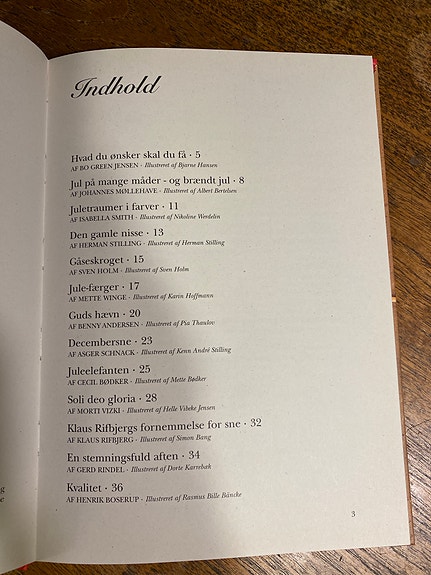 Indhold
Hvad du ønsker skal du få · 5
AF BO GREEN JENSEN · Illustreret af Bjarne Hansen
Jul på mange måder - og brændt jul · 8
AF JOHANNES MØLLEHAVE · Illustreret af Albert Bertelsen
Juletraumer i farver · 11
AF ISABELLA SMITH · Illustreret af Nikoline Werdelin
Den gamle nisse · 13
AF HERMAN STILLING · Illustreret af Herman Stilling
Gåseskroget · 15
AF SVEN HOLM · Illustreret af Sven Holm
Jule-færger · 17
AF METTE WINGE · Illustreret af Karin Hoffmann
Guds hævn · 20
AF BENNY ANDERSEN · Illustreret af Pia Thaulov
Decembersne · 23
AF ASGER SCHNACK · Illustreret af Kenn André Stilling
Juleelefanten · 25
AF CECIL BØDKER · Illustreret af Mette Bødker
Soli deo gloria · 28
AF MORTI VIZKI · Illustreret af Helle Vibeke Jensen
Klaus Rifbjergs fornemmelse for sne · 32
AF KLAUS RIFBJERG · Illustreret af Simon Bang
En stemningsfuld aften · 34
AF GERD RINDEL · Illustreret af Dorte Karrebæk
Kvalitet · 36
AF HENRIK BOSERUP · Illustreret af Rasmus Bille Bäncke
3